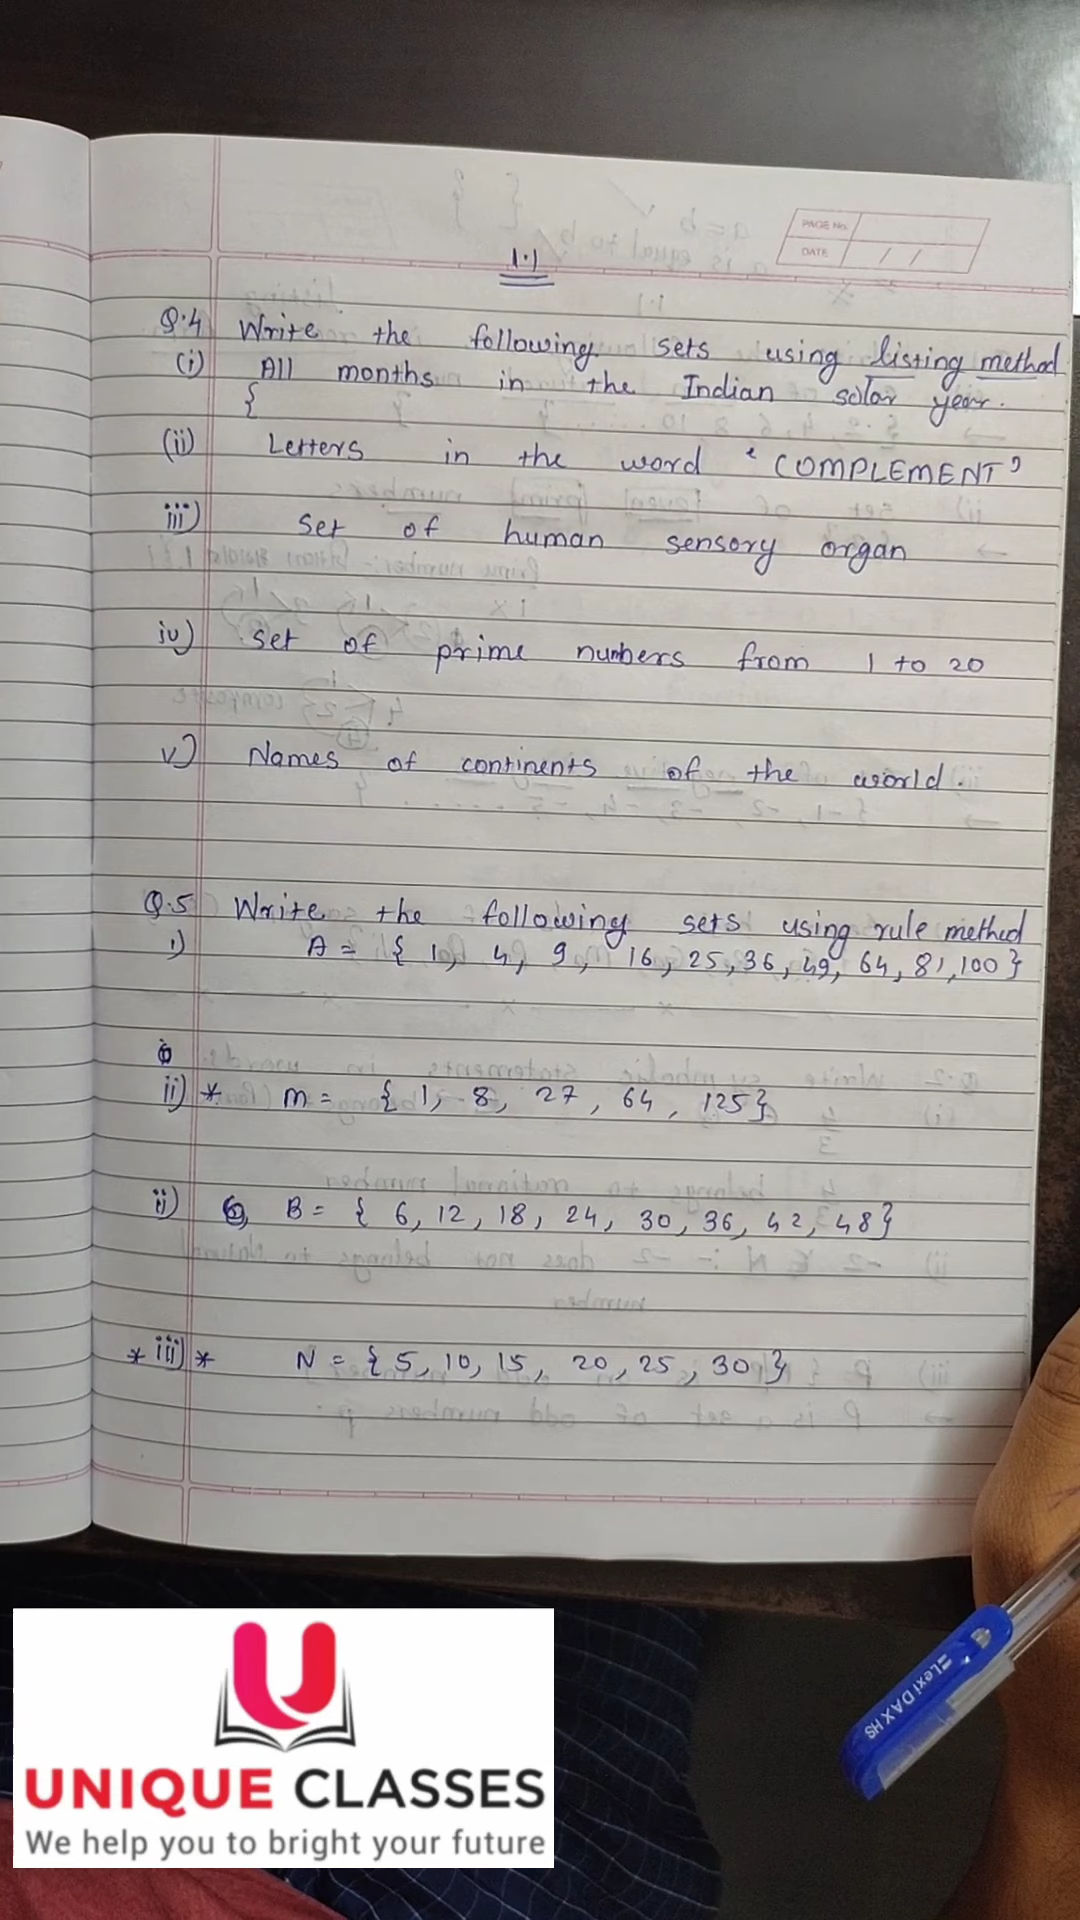 PAGE No.
DATE / /
1.1
Q.4 Write the following sets using listing method
(i) All months in the Indian solar year.
{
(ii) Letters in the word 'COMPLEMENT'
iii) Set of human sensory organ
iv) Set of prime numbers from 1 to 20
v) Names of continents of the world.
Q.5 Write the following sets using rule method
1) A = { 1, 4, 9, 16, 25, 36, 49, 64, 81, 100 }
ii) * M = { 1, 8, 27, 64, 125 }
ii) B = { 6, 12, 18, 24, 30, 36, 42, 48 }
* iii) * N = { 5, 10, 15, 20, 25, 30 }
Lexi DAX HS
UNIQUE CLASSES
We help you to bright your future